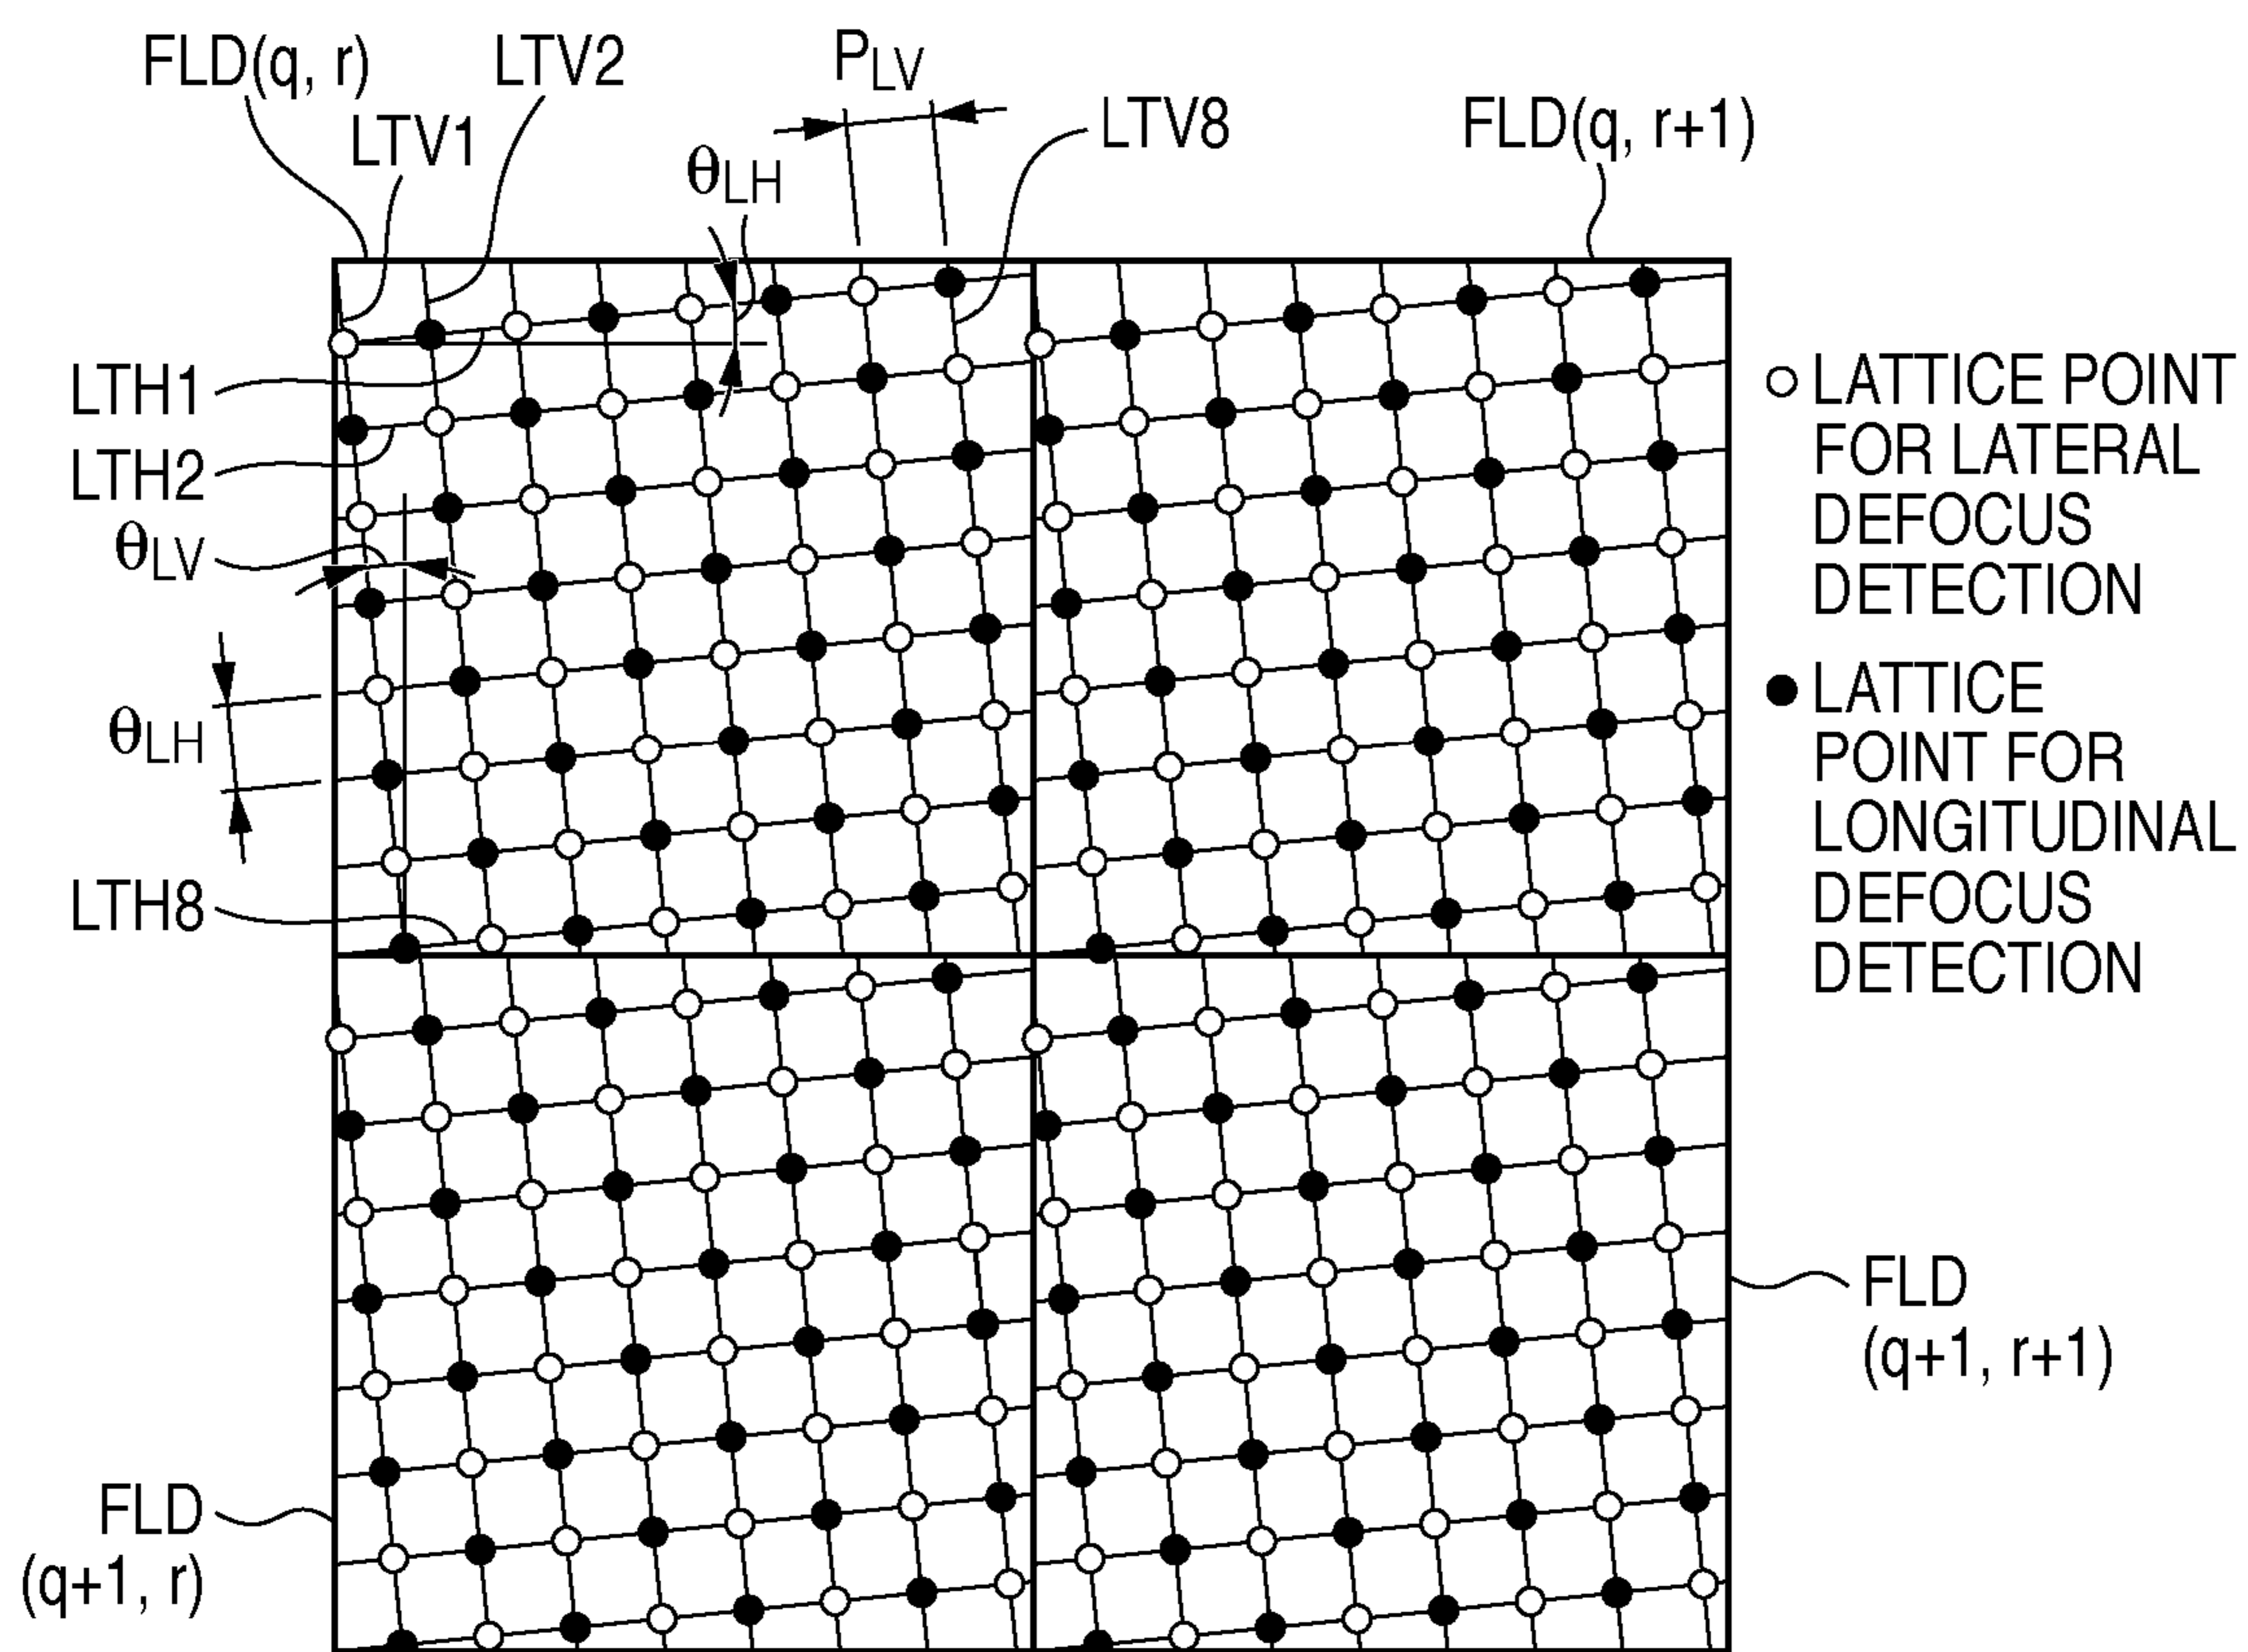 FLD(q, r)
LTV2
PLV
LTV1
LTV8
FLD(q, r+1)
θLH
LTH1
LTH2
θLV
θLH
LTH8
LATTICE POINT
FOR LATERAL
DEFOCUS
DETECTION
LATTICE
POINT FOR
LONGITUDINAL
DEFOCUS
DETECTION
FLD
(q+1, r+1)
FLD
(q+1, r)